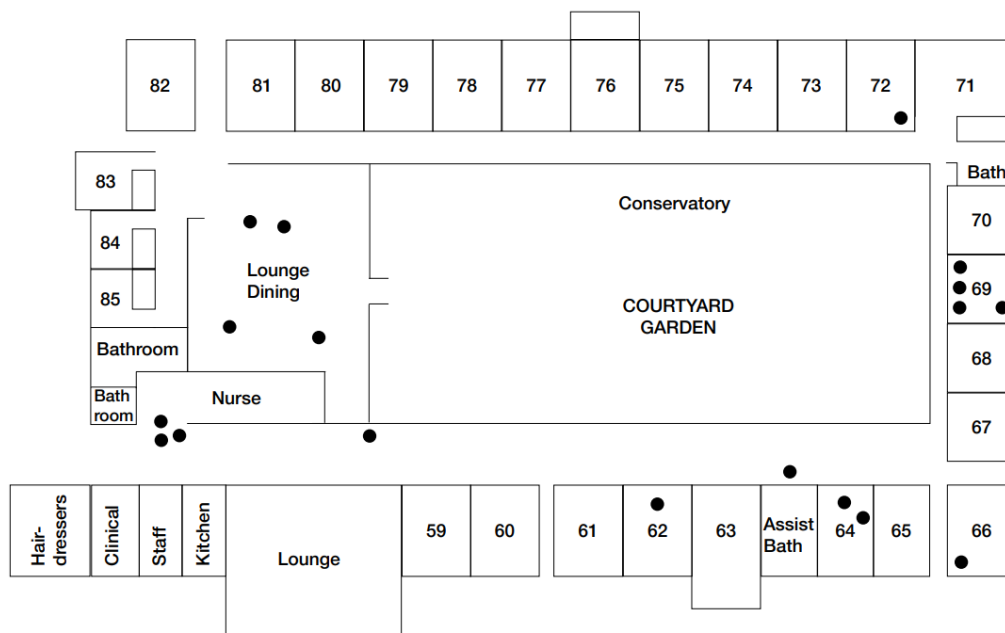 82
81
80
79
78
77
76
75
74
73
72
71
83
Bath
84
Conservatory
70
85
Lounge
Dining
COURTYARD
GARDEN
69
Bathroom
68
Bath
room
Nurse
67
Hair-
dressers
Clinical
Staff
Kitchen
Lounge
59
60
61
62
63
Assist
Bath
64
65
66